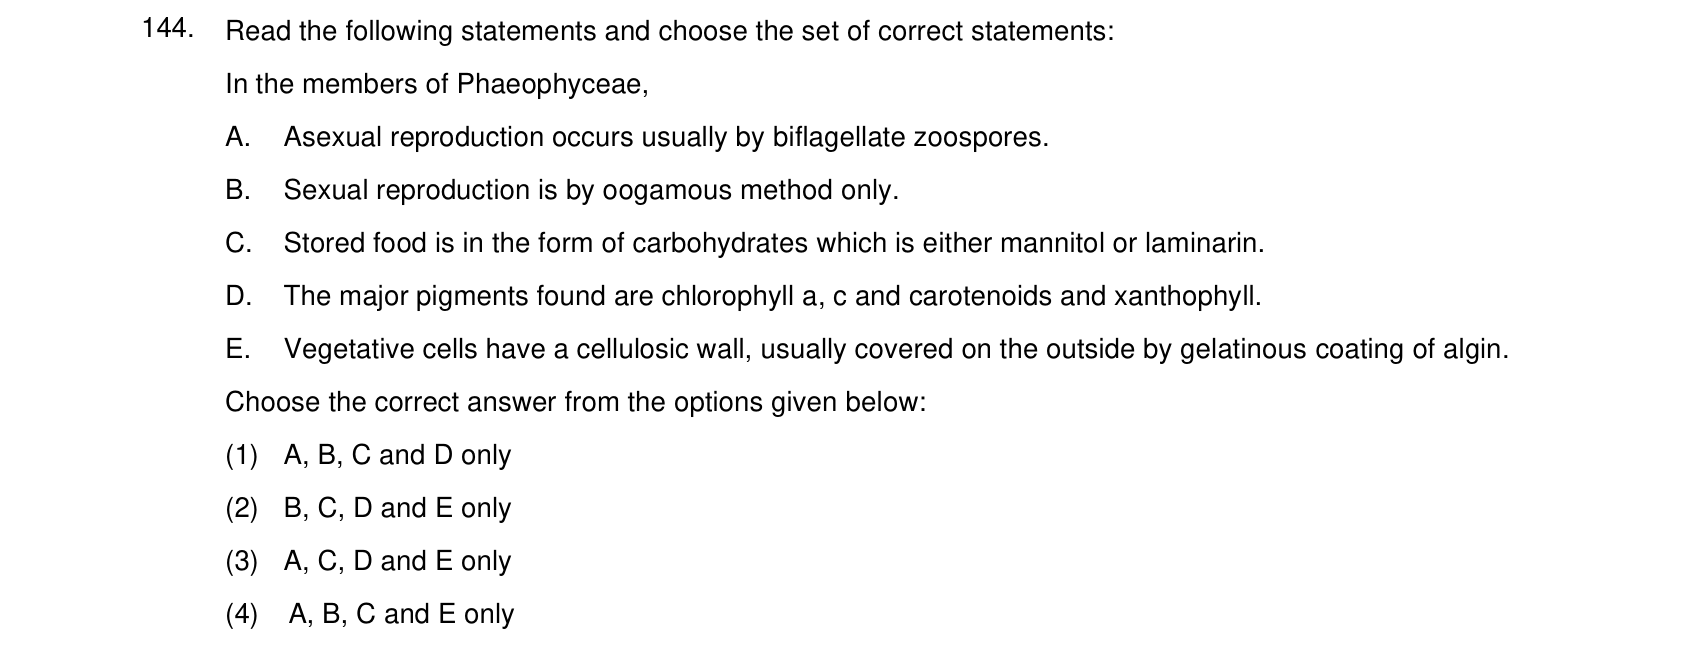 144. Read the following statements and choose the set of correct statements:
In the members of Phaeophyceae,
A. Asexual reproduction occurs usually by biflagellate zoospores.
B. Sexual reproduction is by oogamous method only.
C. Stored food is in the form of carbohydrates which is either mannitol or laminarin.
D. The major pigments found are chlorophyll a, c and carotenoids and xanthophyll.
E. Vegetative cells have a cellulosic wall, usually covered on the outside by gelatinous coating of algin.
Choose the correct answer from the options given below:
(1) A, B, C and D only
(2) B, C, D and E only
(3) A, C, D and E only
(4) A, B, C and E only